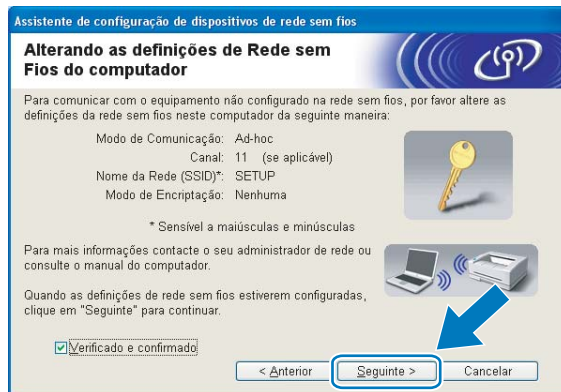 Assistente de configuração de dispositivos de rede sem fios
Alterando as definições de Rede sem
Fios do computador
Para comunicar com o equipamento não configurado na rede sem fios, por favor altere as
definições da rede sem fios neste computador da seguinte maneira:
Modo de Comunicação: Ad-hoc
Canal: 11 (se aplicável)
Nome da Rede (SSID)*: SETUP
Modo de Encriptação: Nenhuma
* Sensível a maiúsculas e minúsculas
Para mais informações contacte o seu administrador de rede ou
consulte o manual do computador.
Quando as definições de rede sem fios estiverem configuradas,
clique em "Seguinte" para continuar.
Verificado e confirmado
< Anterior
Seguinte >
Cancelar